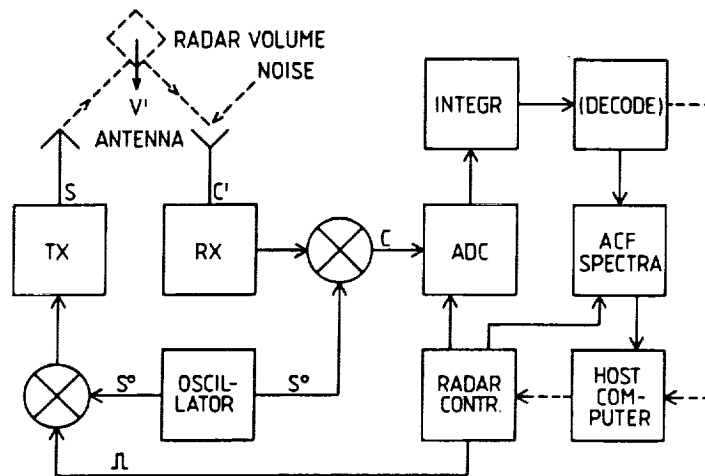 RADAR VOLUME
NOISE
V'
ANTENNA
S
C'
TX
RX
C
ADC
INTEGR
(DECODE)
ACF
SPECTRA
S°
OSCIL-
LATOR
S°
RADAR
CONTR.
HOST
COM-
PUTER